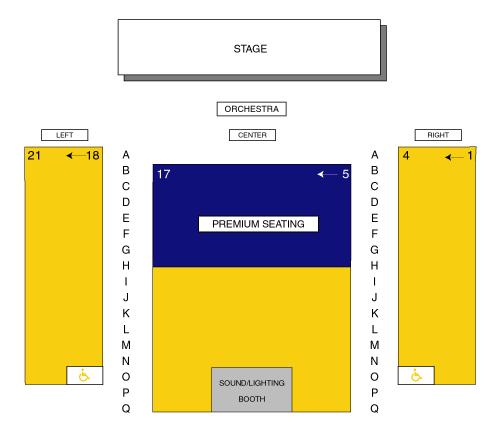 STAGE
ORCHESTRA
LEFT
CENTER
RIGHT
21 18
17 5
4 1
A A
B B
C C
D D
E E
F F
G G
H H
I I
J J
K K
L L
M M
N N
O O
P P
Q Q
PREMIUM SEATING
SOUND/LIGHTING
BOOTH